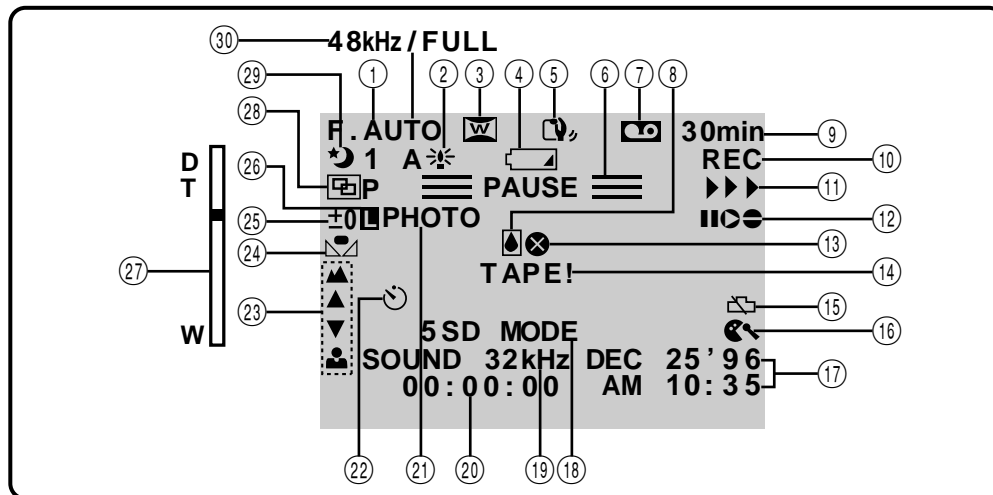 ㉚ 48kHz/FULL
㉙ ① ② ③ ④ ⑤ ⑥ ⑧ ⑦
㉘ F.AUTO W 30min ⑨
D 1 A REC ⑩
㉖ T P PAUSE ⑪
㉕ ±0 L PHOTO ⑫
㉔ ⑬
㉗ TAPE! ⑭
㉓ ⑮
W 5SD MODE ⑯
SOUND 32kHz DEC 25’96
00:00:00 AM 10:35 ⑰
㉒ ㉑ ⑳ ⑲ ⑱